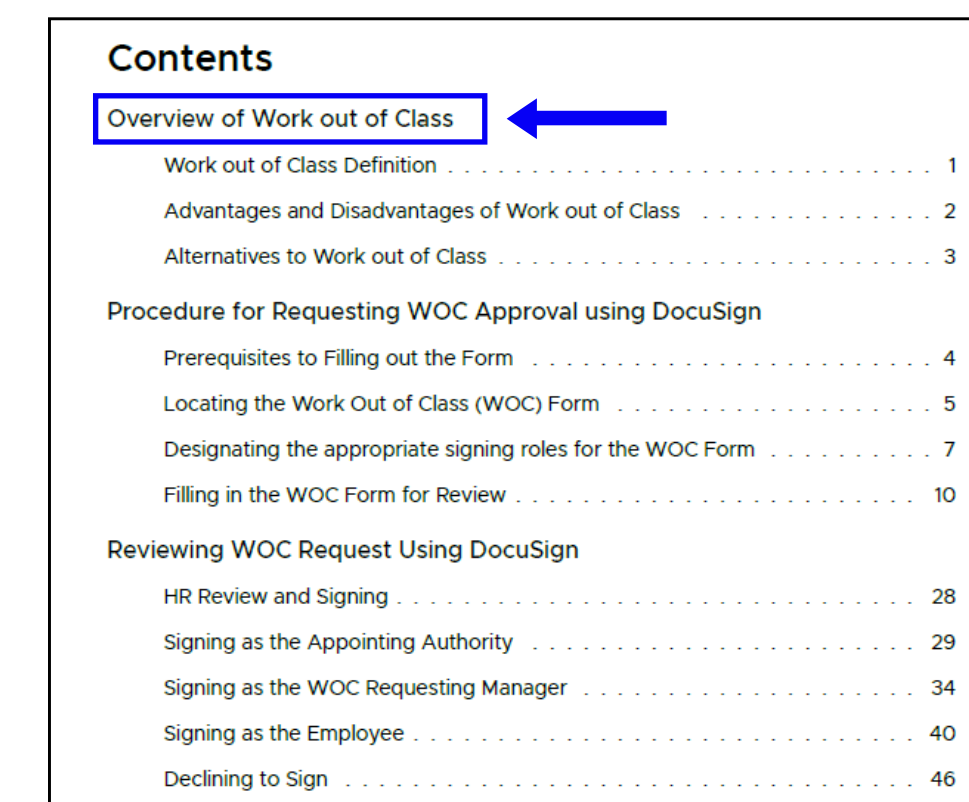 Contents
Overview of Work out of Class
Work out of Class Definition . . . . . . . . . . . . . . . . . . . . . . . . . . . . . 1
Advantages and Disadvantages of Work out of Class . . . . . . . . . . . . . . 2
Alternatives to Work out of Class . . . . . . . . . . . . . . . . . . . . . . . . . . 3
Procedure for Requesting WOC Approval using DocuSign
Prerequisites to Filling out the Form . . . . . . . . . . . . . . . . . . . . . . . . 4
Locating the Work Out of Class (WOC) Form . . . . . . . . . . . . . . . . . . . 5
Designating the appropriate signing roles for the WOC Form . . . . . . . . . . 7
Filling in the WOC Form for Review . . . . . . . . . . . . . . . . . . . . . . . . 10
Reviewing WOC Request Using DocuSign
HR Review and Signing . . . . . . . . . . . . . . . . . . . . . . . . . . . . . . . 28
Signing as the Appointing Authority . . . . . . . . . . . . . . . . . . . . . . . 29
Signing as the WOC Requesting Manager . . . . . . . . . . . . . . . . . . . . 34
Signing as the Employee . . . . . . . . . . . . . . . . . . . . . . . . . . . . . . 40
Declining to Sign . . . . . . . . . . . . . . . . . . . . . . . . . . . . . . . . . . 46